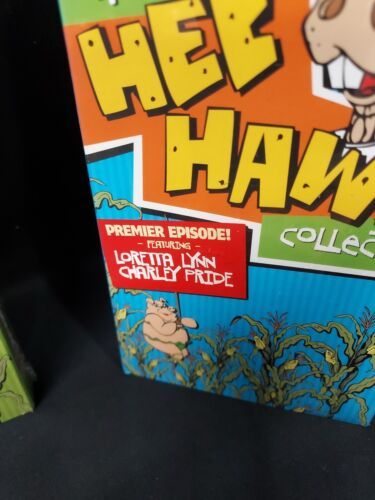 HEE
HAW
COLLEC
PREMIER EPISODE!
- FEATURING -
LORETTA LYNN
CHARLEY PRIDE